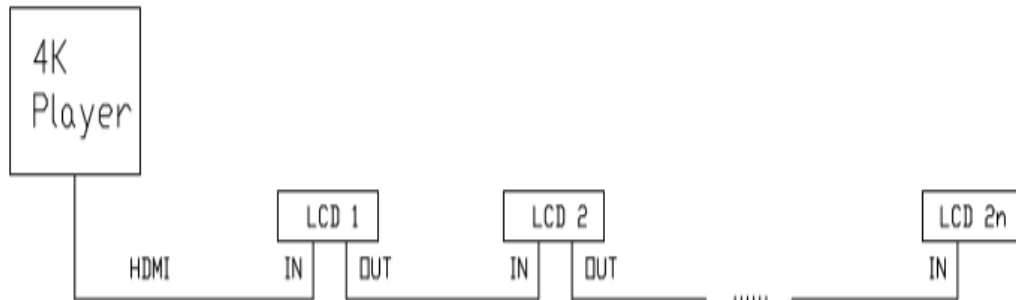 4K
Player
LCD 1
LCD 2
LCD 2n
HDMI
IN
OUT
IN
OUT
......
IN